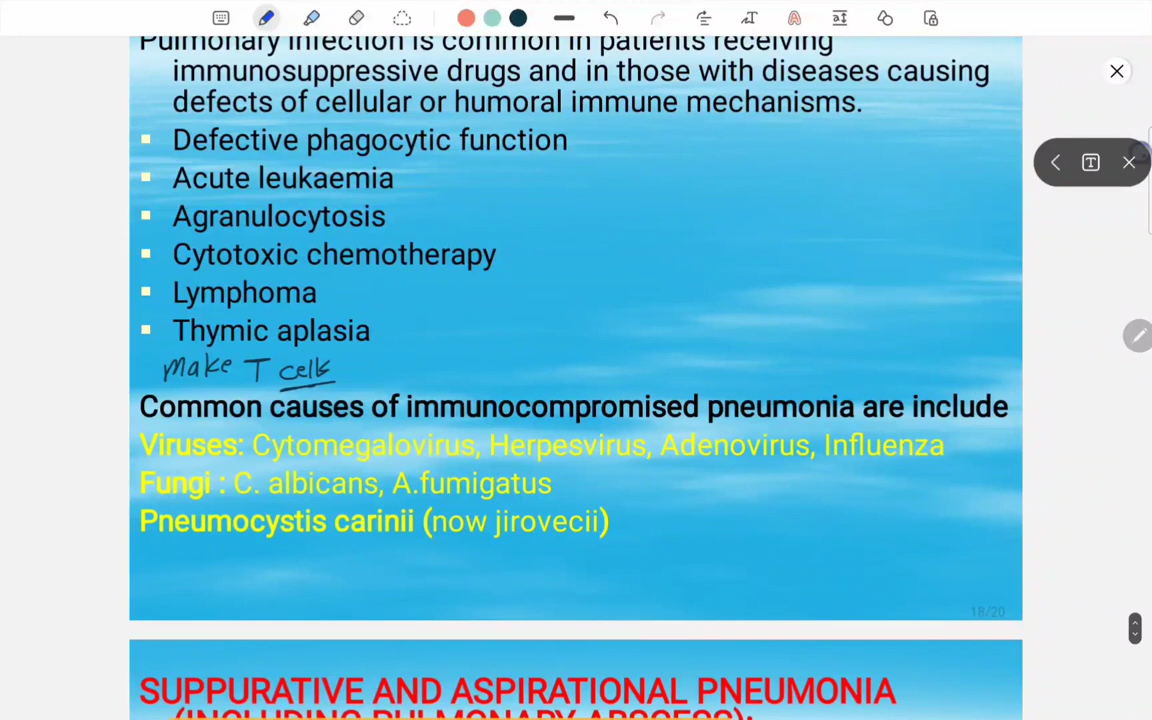 Pulmonary infection is common in patients receiving
immunosuppressive drugs and in those with diseases causing
defects of cellular or humoral immune mechanisms.
Defective phagocytic function
Acute leukaemia
Agranulocytosis
Cytotoxic chemotherapy
Lymphoma
Thymic aplasia
make T cells
Common causes of immunocompromised pneumonia are include
Viruses: Cytomegalovirus, Herpesvirus, Adenovirus, Influenza
Fungi : C. albicans, A.fumigatus
Pneumocystis carinii (now jirovecii)
18/20
SUPPURATIVE AND ASPIRATIONAL PNEUMONIA
(INCLUDING PULMONARY ABSCESS):